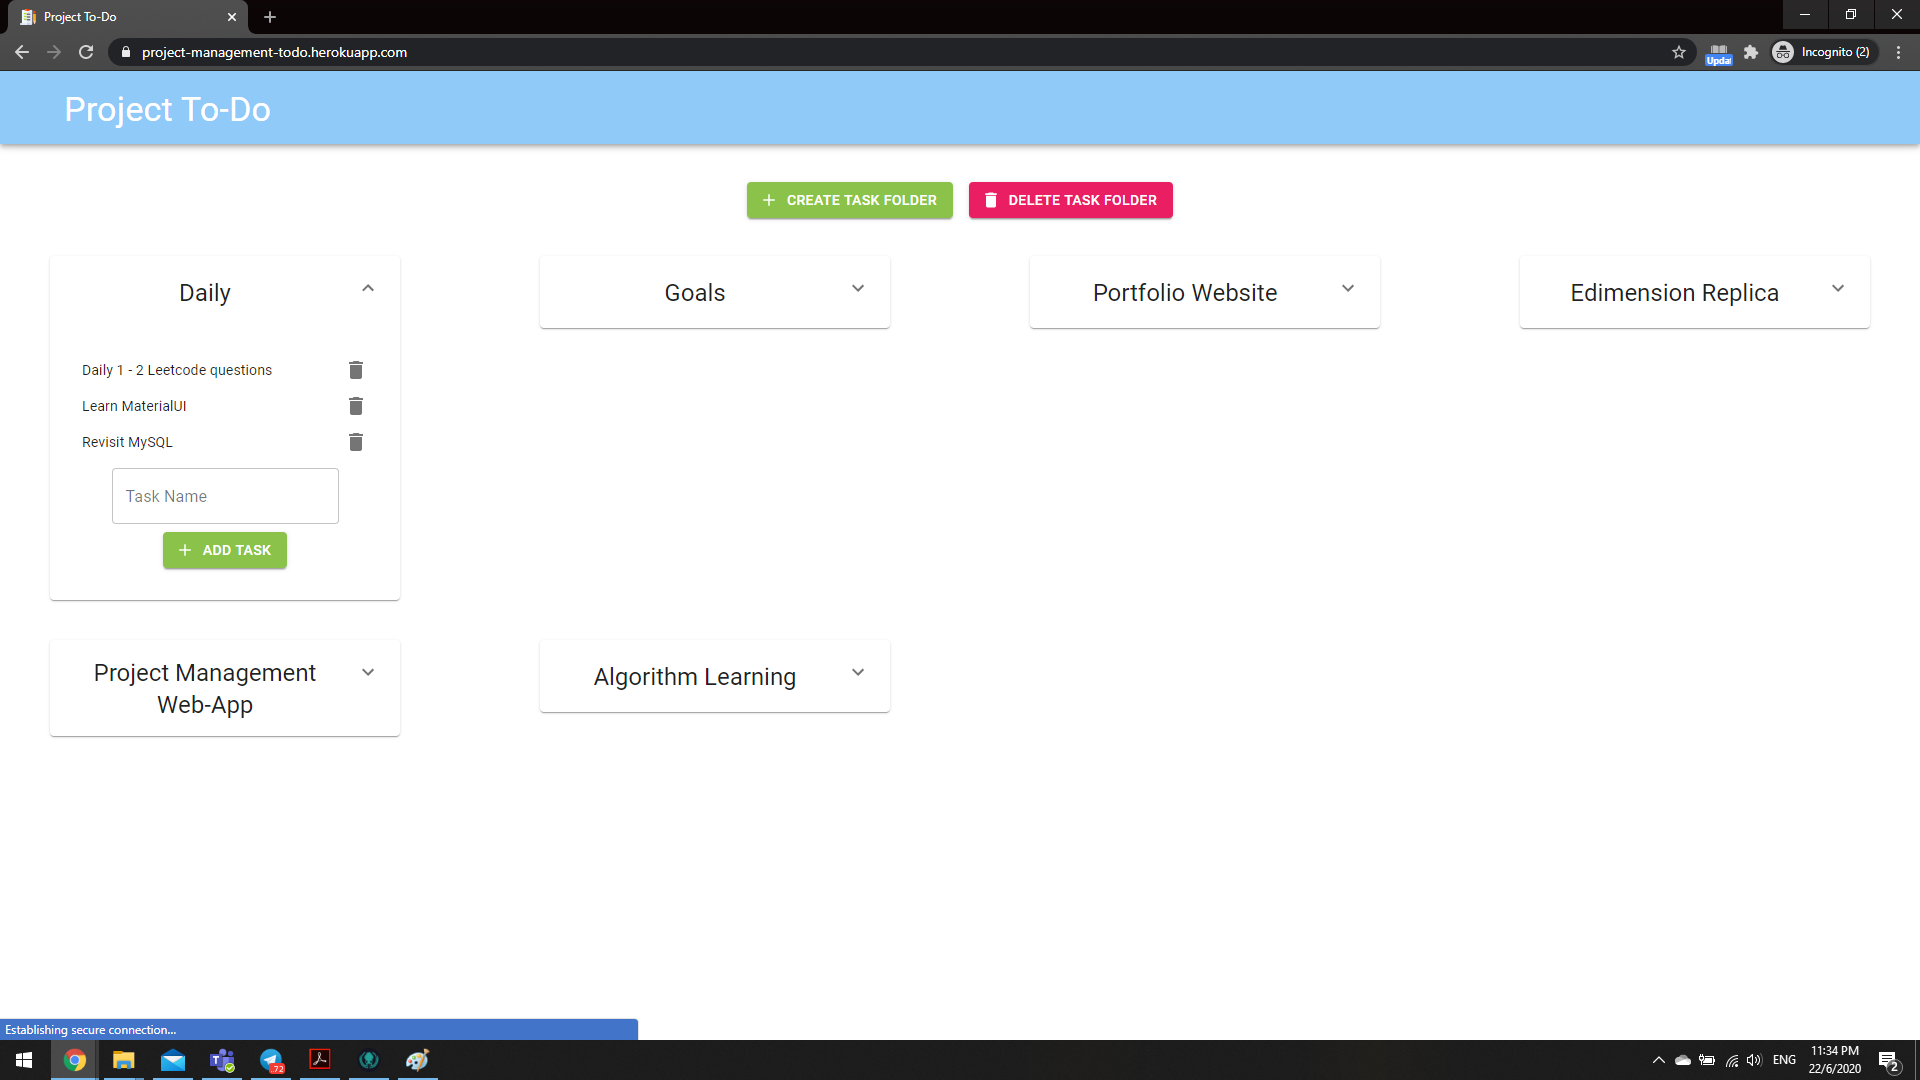 Project To-Do
project-management-todo.herokuapp.com
Updat
Incognito (2)
Project To-Do
CREATE TASK FOLDER
DELETE TASK FOLDER
Daily
Goals
Portfolio Website
Edimension Replica
Daily 1 - 2 Leetcode questions
Learn MaterialUI
Revisit MySQL
Task Name
ADD TASK
Project Management
Web-App
Algorithm Learning
Establishing secure connection...
72
ENG
11:34 PM
22/6/2020
2